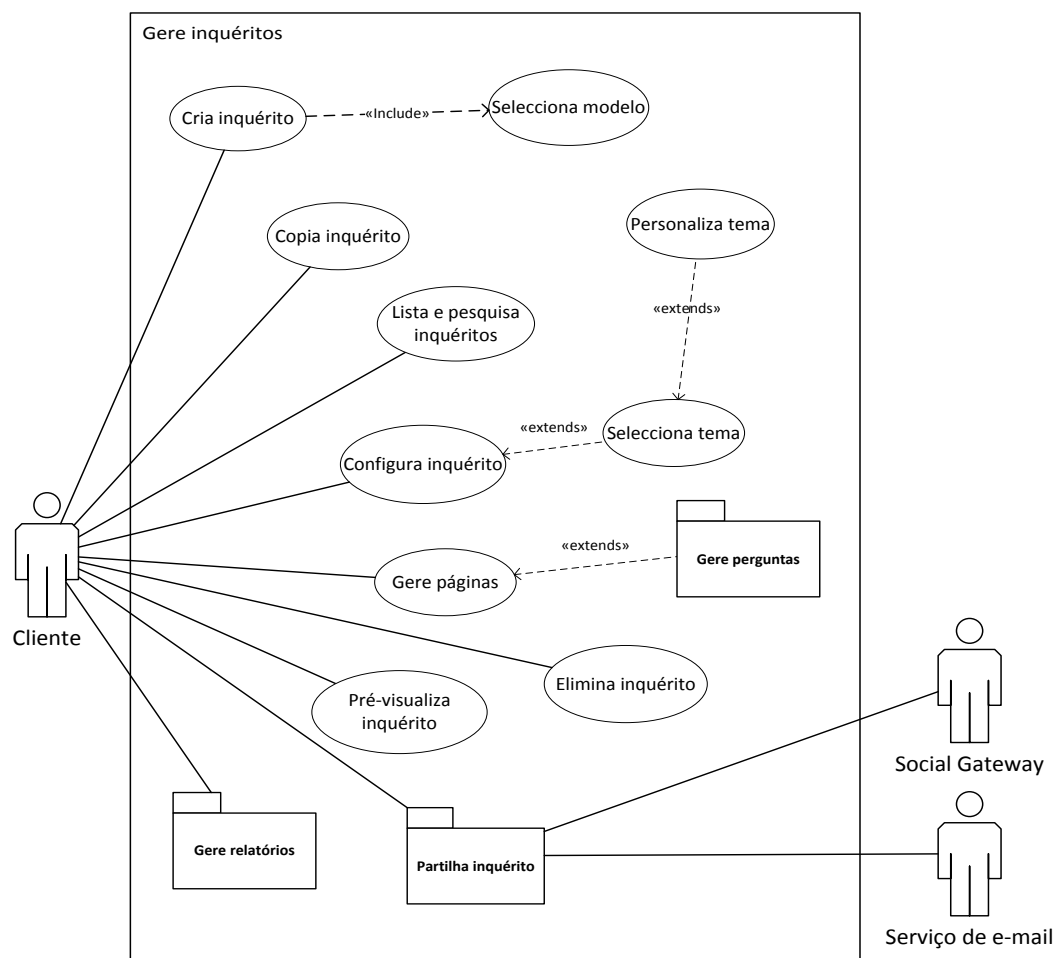 Gere inquéritos
Cria inquérito
«Include»
Selecciona modelo
Copia inquérito
Personaliza tema
Lista e pesquisa
inquéritos
«extends»
Configura inquérito
«extends»
Selecciona tema
Gere páginas
«extends»
Gere perguntas
Cliente
Elimina inquérito
Pré-visualiza
inquérito
Social Gateway
Gere relatórios
Partilha inquérito
Serviço de e-mail